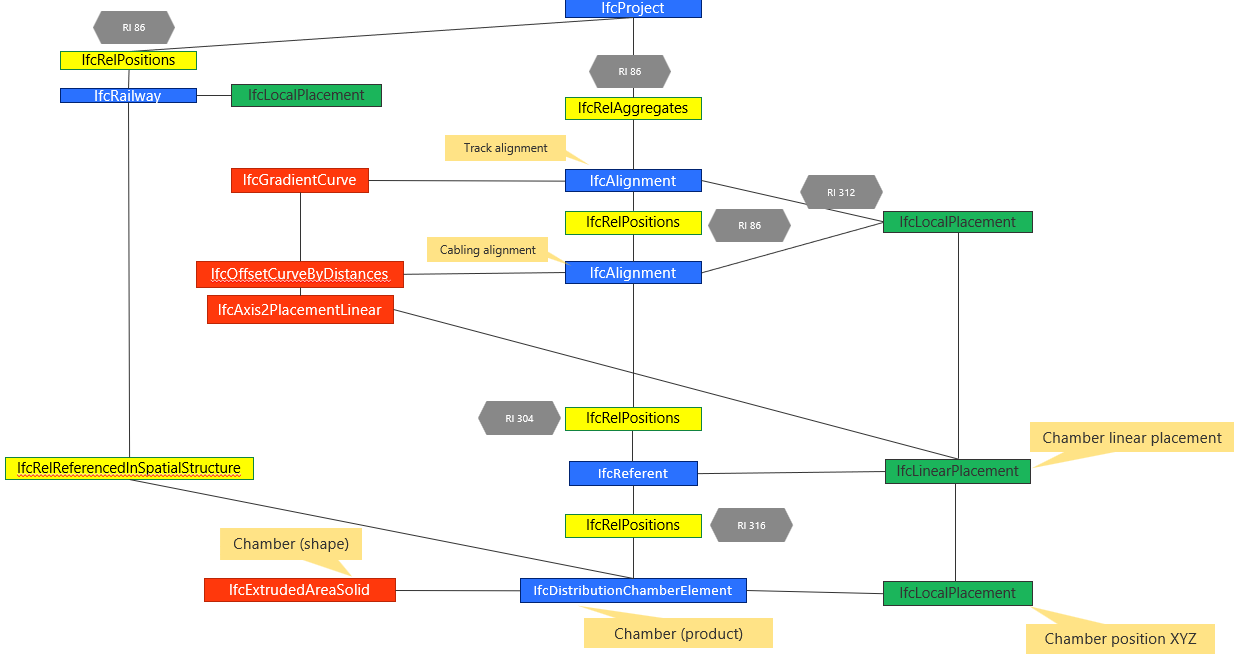 IfcProject
RI 86
IfcRelPositions
RI 86
IfcRailway
IfcLocalPlacement
IfcRelAggregates
Track alignment
IfcGradientCurve
IfcAlignment
RI 312
IfcRelPositions
RI 86
IfcLocalPlacement
Cabling alignment
IfcOffsetCurveByDistances
IfcAlignment
IfcAxis2PlacementLinear
RI 304
IfcRelPositions
Chamber linear placement
IfcRelReferencedInSpatialStructure
IfcReferent
IfcLinearPlacement
IfcRelPositions
RI 316
Chamber (shape)
IfcExtrudedAreaSolid
IfcDistributionChamberElement
IfcLocalPlacement
Chamber (product)
Chamber position XYZ